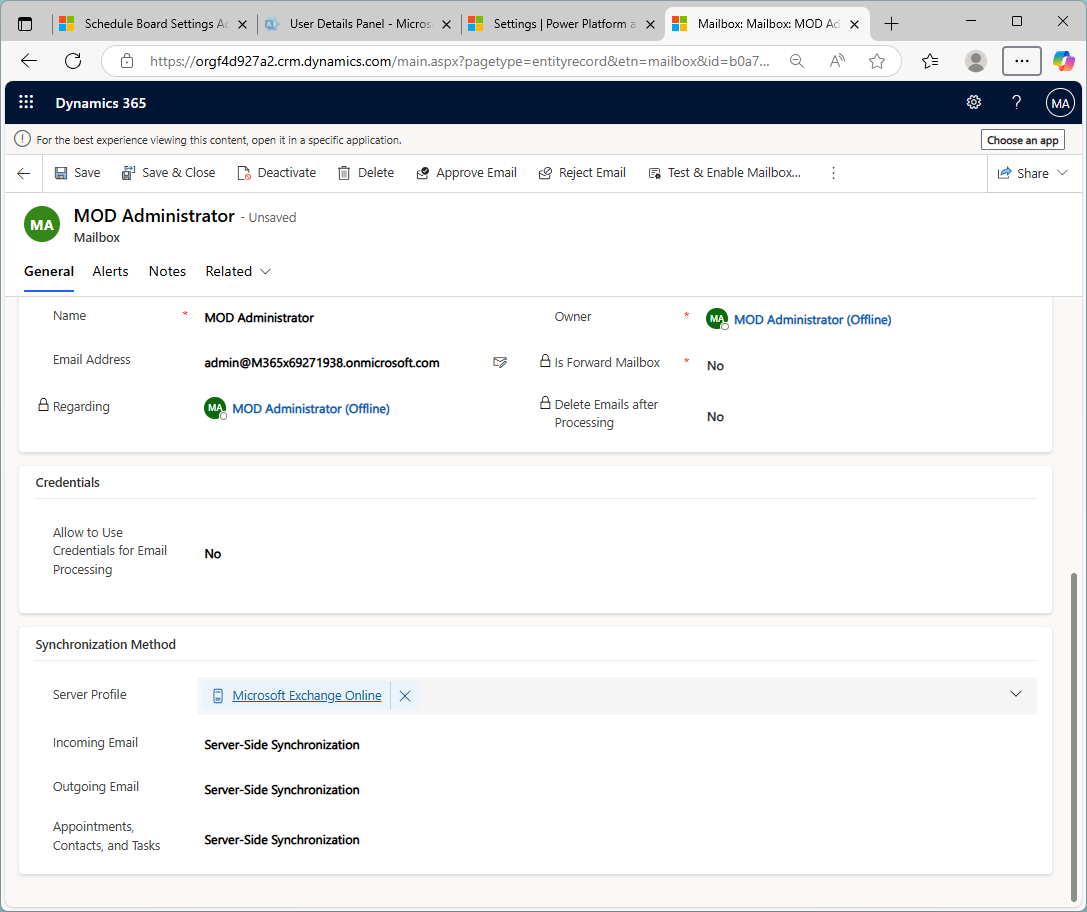 Schedule Board Settings Ac
User Details Panel - Micros
Settings | Power Platform a
Mailbox: Mailbox: MOD Ad
https://orgf4d927a2.crm.dynamics.com/main.aspx?pagetype=entityrecord&etn=mailbox&id=b0a7...
Dynamics 365
MA
For the best experience viewing this content, open it in a specific application.
Choose an app
Save
Save & Close
Deactivate
Delete
Approve Email
Reject Email
Test & Enable Mailbox...
Share
MA
MOD Administrator - Unsaved
Mailbox
General
Alerts
Notes
Related
Name *
MOD Administrator
Owner *
MA
MOD Administrator (Offline)
Email Address
admin@M365x69271938.onmicrosoft.com
Is Forward Mailbox *
No
Regarding
MA
MOD Administrator (Offline)
Delete Emails after
Processing
No
Credentials
Allow to Use
Credentials for Email
Processing
No
Synchronization Method
Server Profile
Microsoft Exchange Online
Incoming Email
Server-Side Synchronization
Outgoing Email
Server-Side Synchronization
Appointments,
Contacts, and Tasks
Server-Side Synchronization